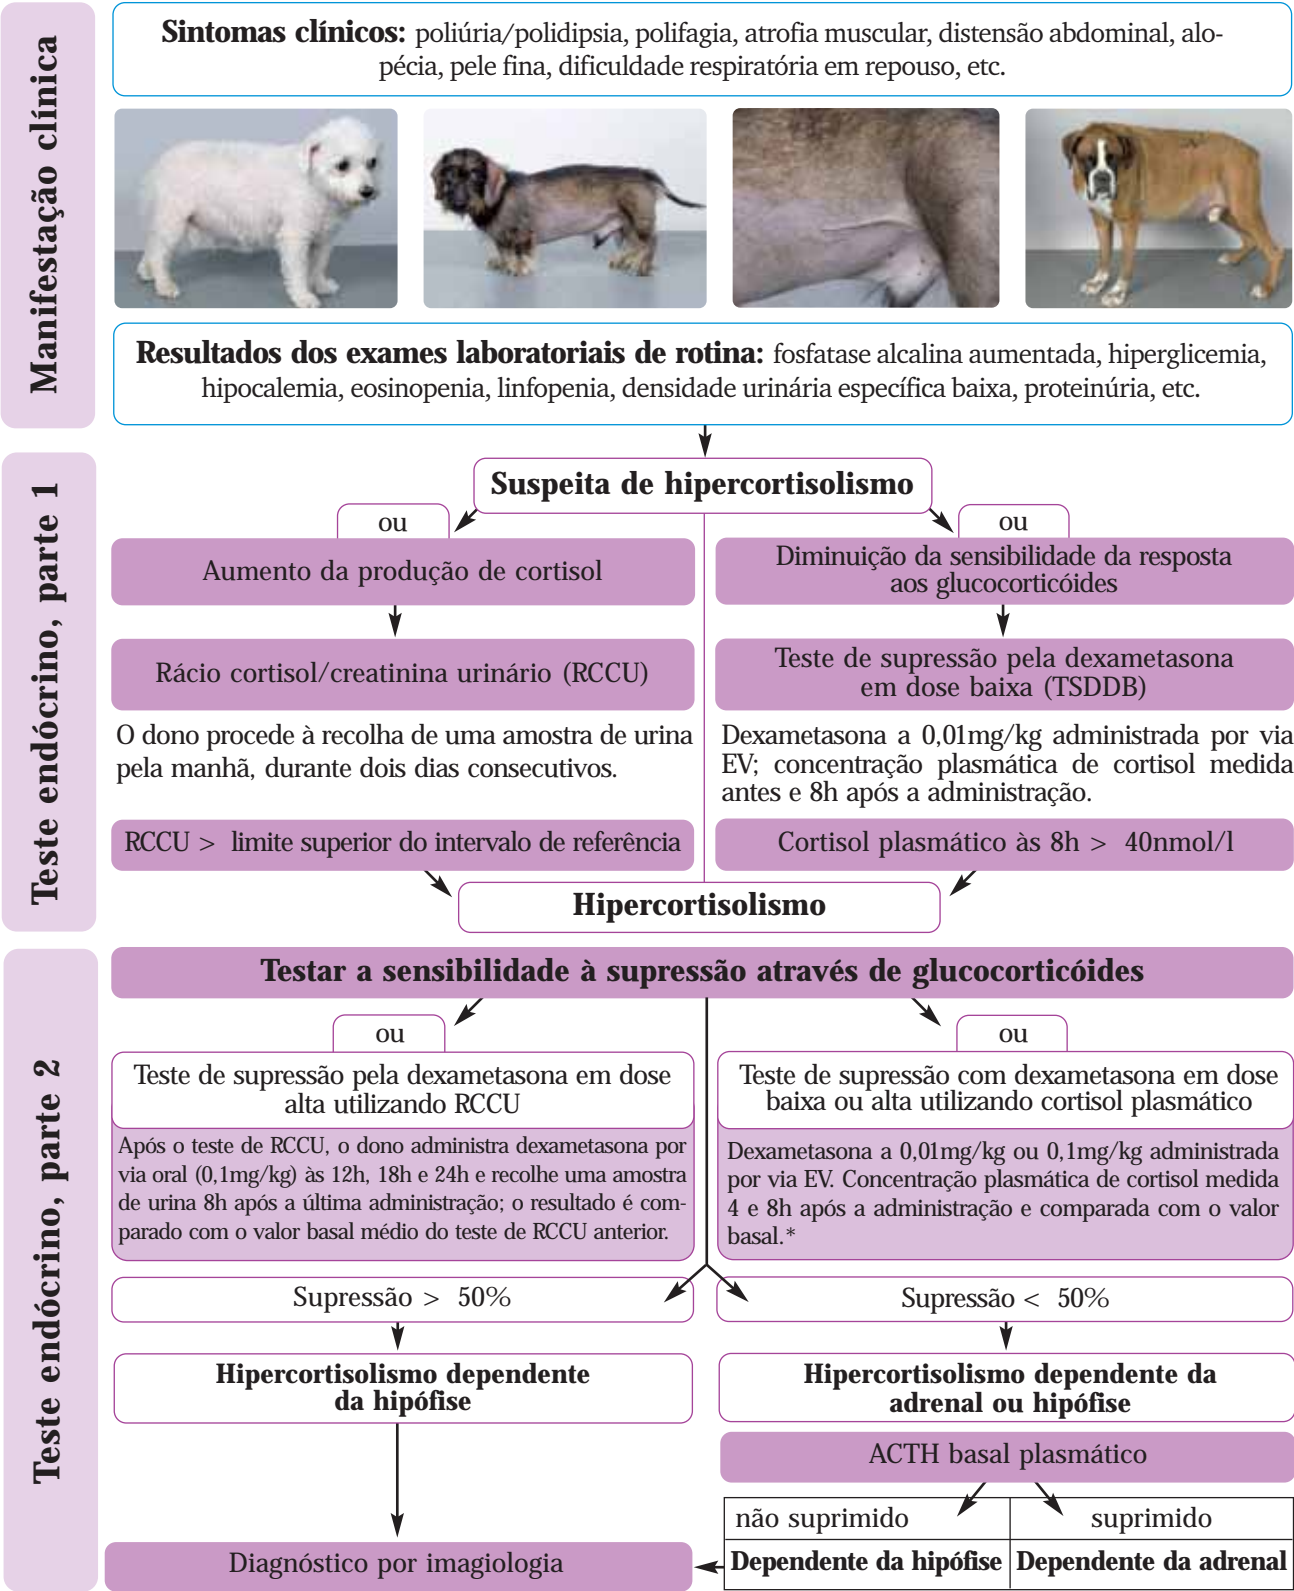 Manifestação clínica
Sintomas clínicos: poliúria/polidipsia, polifagia, atrofia muscular, distensão abdominal, alo-
pécia, pele fina, dificuldade respiratória em repouso, etc.
Resultados dos exames laboratoriais de rotina: fosfatase alcalina aumentada, hiperglicemia,
hipocalemia, eosinopenia, linfopenia, densidade urinária específica baixa, proteinúria, etc.
Teste endócrino, parte 1
Suspeita de hipercortisolismo
ou
Aumento da produção de cortisol
Rácio cortisol/creatinina urinário (RCCU)
O dono procede à recolha de uma amostra de urina
pela manhã, durante dois dias consecutivos.
RCCU > limite superior do intervalo de referência
ou
Diminuição da sensibilidade da resposta
aos glucocorticóides
Teste de supressão pela dexametasona
em dose baixa (TSDDB)
Dexametasona a 0,01mg/kg administrada por via
EV; concentração plasmática de cortisol medida
antes e 8h após a administração.
Cortisol plasmático às 8h > 40nmol/l
Hipercortisolismo
Teste endócrino, parte 2
Testar a sensibilidade à supressão através de glucocorticóides
ou
Teste de supressão pela dexametasona em dose
alta utilizando RCCU
Após o teste de RCCU, o dono administra dexametasona por
via oral (0,1mg/kg) às 12h, 18h e 24h e recolhe uma amostra
de urina 8h após a última administração; o resultado é com-
parado com o valor basal médio do teste de RCCU anterior.
ou
Teste de supressão com dexametasona em dose
baixa ou alta utilizando cortisol plasmático
Dexametasona a 0,01mg/kg ou 0,1mg/kg administrada
por via EV. Concentração plasmática de cortisol medida
4 e 8h após a administração e comparada com o valor
basal.*
Supressão > 50%
Hipercortisolismo dependente
da hipófise
Supressão < 50%
Hipercortisolismo dependente da
adrenal ou hipófise
ACTH basal plasmático
não suprimido
suprimido
Dependente da hipófise
Dependente da adrenal
Diagnóstico por imagiologia